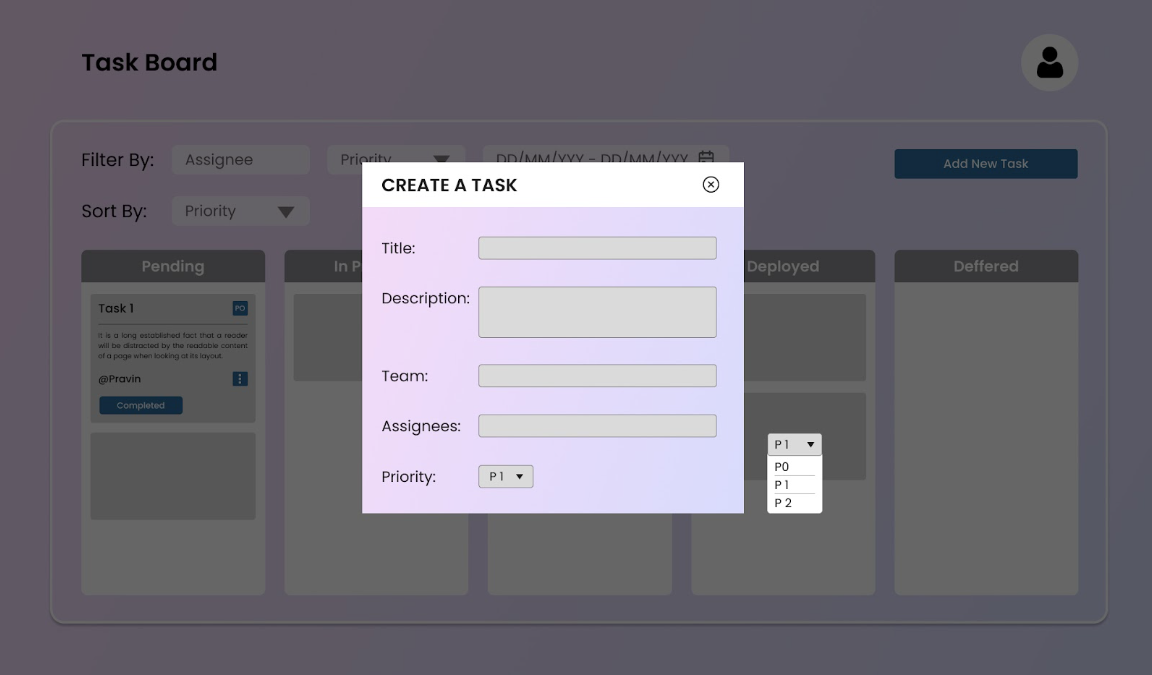 Task Board
Filter By: Assignee Priority DD/MM/YYY - DD/MM/YYY
Add New Task
Sort By: Priority
CREATE A TASK
Title:
Description:
Team:
Assignees:
Priority: P 1
P 1
P0
P 1
P 2
Pending
In P
Deployed
Deffered
Task 1
PO
It is a long established fact that a reader
will be distracted by the readable content
of a page when looking at its layout.
@Pravin
Completed